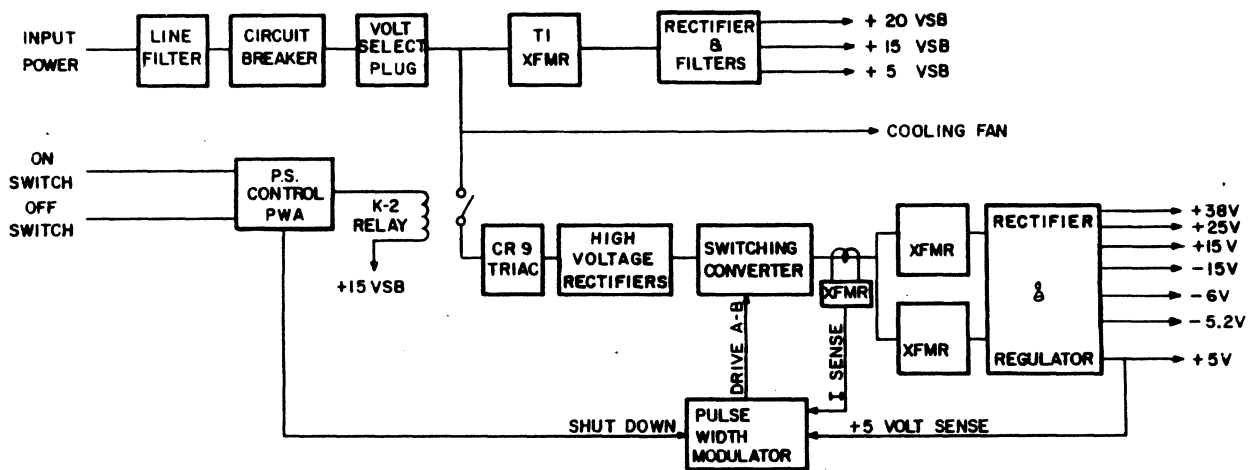 INPUT
POWER
LINE
FILTER
CIRCUIT
BREAKER
VOLT
SELECT
PLUG
T1
XFMR
RECTIFIER
&
FILTERS
+ 20 VSB
+ 15 VSB
+ 5 VSB
COOLING FAN
ON
SWITCH
OFF
SWITCH
P.S.
CONTROL
PWA
K-2
RELAY
+15 VSB
CR 9
TRIAC
HIGH
VOLTAGE
RECTIFIERS
SWITCHING
CONVERTER
XFMR
XFMR
XFMR
RECTIFIER
&
REGULATOR
+38V
+25V
+15V
-15V
-6V
-5.2V
+5V
DRIVE A-B
I SENSE
SHUT DOWN
PULSE
WIDTH
MODULATOR
+5 VOLT SENSE